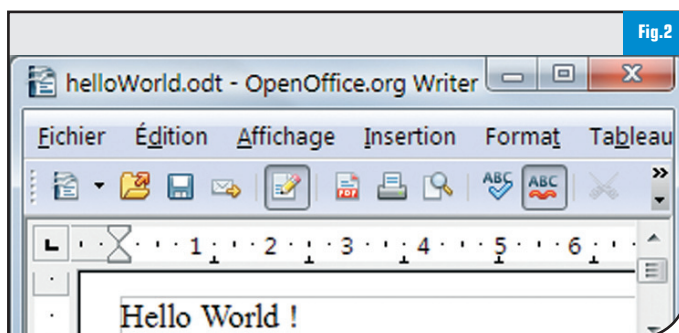 Fig.2
helloWorld.odt - OpenOffice.org Writer
Fichier Édition Affichage Insertion Format Tableau
PDF ABC ABC
1 2 3 4 5 6
Hello World !